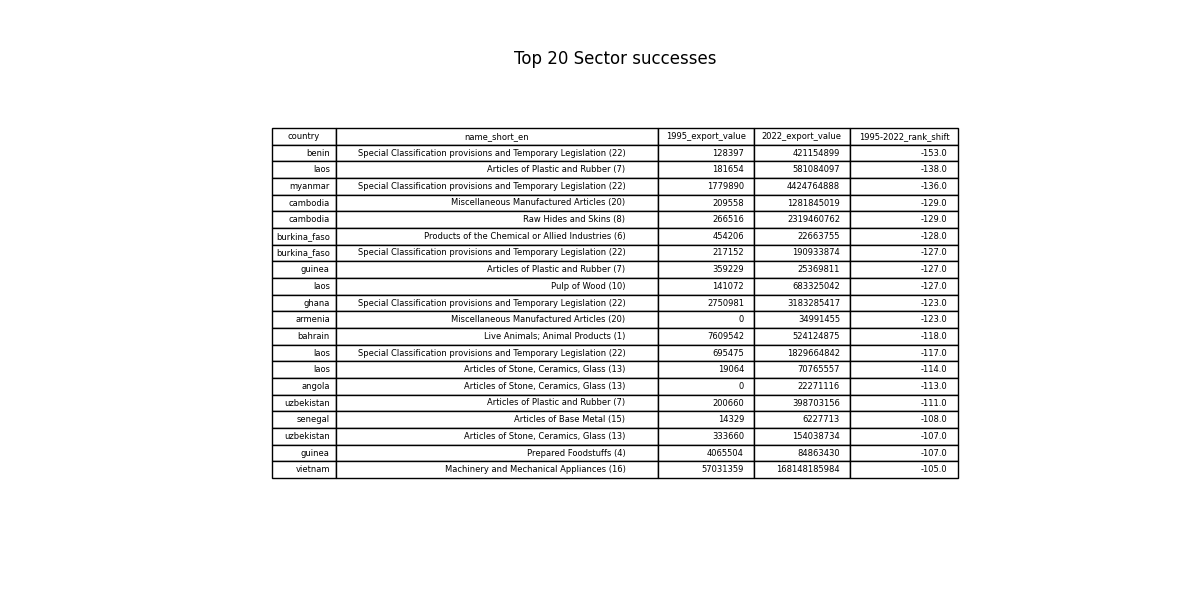 Top 20 Sector successes
country name_short_en 1995_export_value 2022_export_value 1995-2022_rank_shift
benin Special Classification provisions and Temporary Legislation (22) 128397 421154899 -153.0
laos Articles of Plastic and Rubber (7) 181654 581084097 -138.0
myanmar Special Classification provisions and Temporary Legislation (22) 1779890 4424764888 -136.0
cambodia Miscellaneous Manufactured Articles (20) 209558 1281845019 -129.0
cambodia Raw Hides and Skins (8) 266516 2319460762 -129.0
burkina_faso Products of the Chemical or Allied Industries (6) 454206 22663755 -128.0
burkina_faso Special Classification provisions and Temporary Legislation (22) 217152 190933874 -127.0
guinea Articles of Plastic and Rubber (7) 359229 25369811 -127.0
laos Pulp of Wood (10) 141072 683325042 -127.0
ghana Special Classification provisions and Temporary Legislation (22) 2750981 3183285417 -123.0
armenia Miscellaneous Manufactured Articles (20) 0 34991455 -123.0
bahrain Live Animals; Animal Products (1) 7609542 524124875 -118.0
laos Special Classification provisions and Temporary Legislation (22) 695475 1829664842 -117.0
laos Articles of Stone, Ceramics, Glass (13) 19064 70765557 -114.0
angola Articles of Stone, Ceramics, Glass (13) 0 22271116 -113.0
uzbekistan Articles of Plastic and Rubber (7) 200660 398703156 -111.0
senegal Articles of Base Metal (15) 14329 6227713 -108.0
uzbekistan Articles of Stone, Ceramics, Glass (13) 333660 154038734 -107.0
guinea Prepared Foodstuffs (4) 4065504 84863430 -107.0
vietnam Machinery and Mechanical Appliances (16) 57031359 168148185984 -105.0